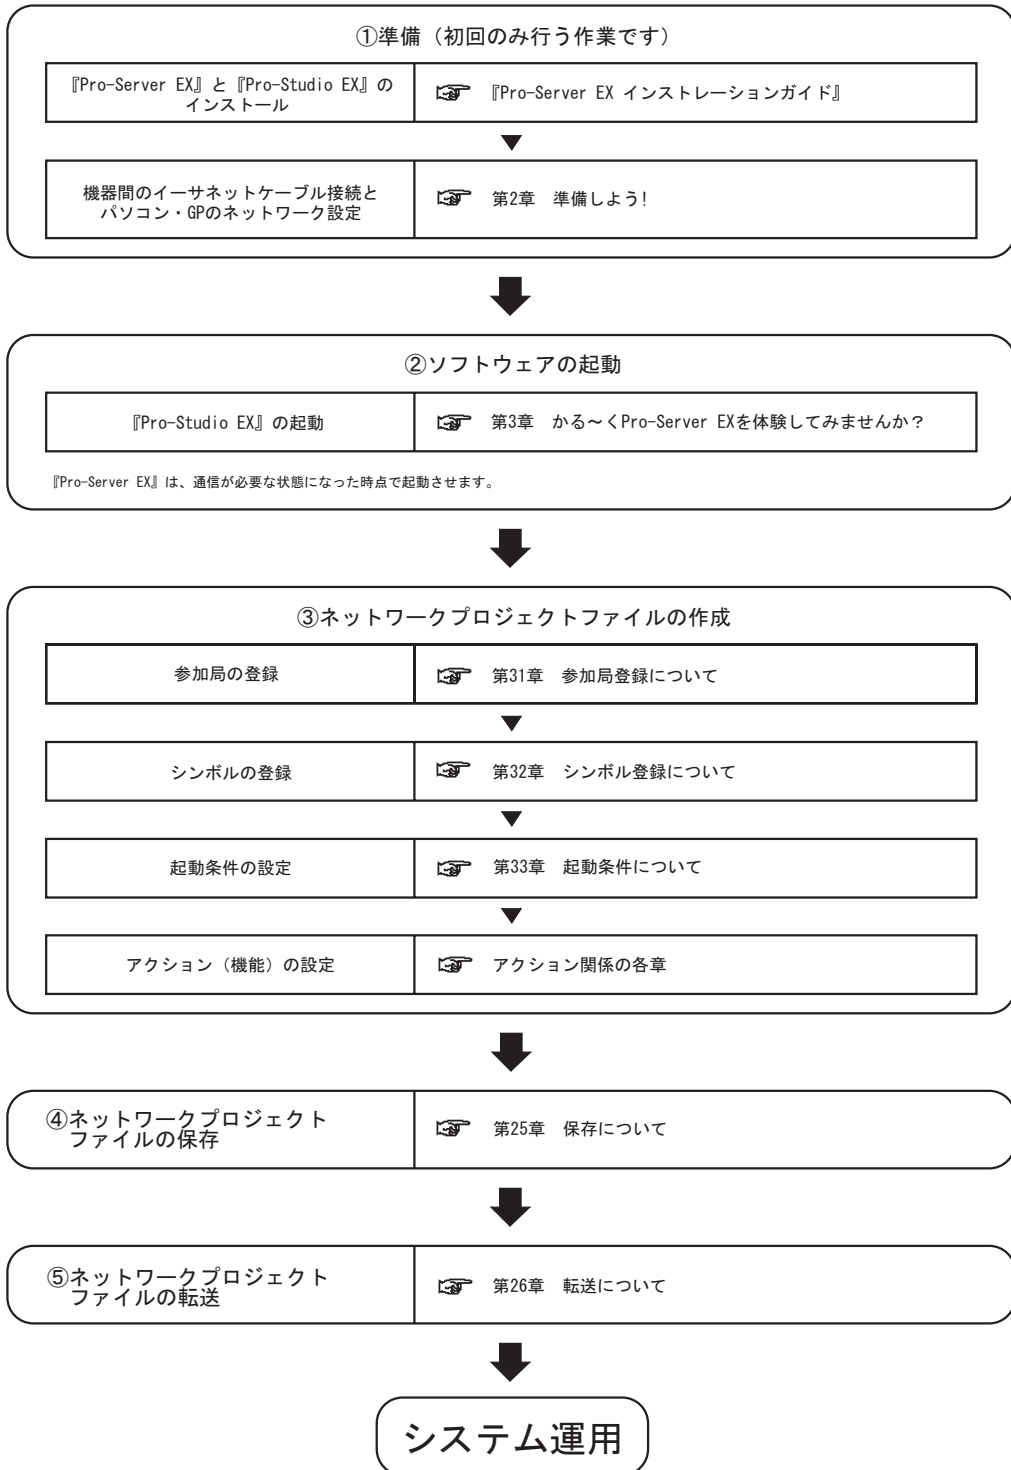 ①準備（初回のみ行う作業です）
『Pro-Server EX』と『Pro-Studio EX』の
インストール
『Pro-Server EX インストレーションガイド』
機器間のイーサネットケーブル接続と
パソコン・GPのネットワーク設定
第2章　準備しよう!
②ソフトウェアの起動
『Pro-Studio EX』の起動
第3章　かる～くPro-Server EXを体験してみませんか？
『Pro-Server EX』は、通信が必要な状態になった時点で起動させます。
③ネットワークプロジェクトファイルの作成
参加局の登録
第31章　参加局登録について
シンボルの登録
第32章　シンボル登録について
起動条件の設定
第33章　起動条件について
アクション（機能）の設定
アクション関係の各章
④ネットワークプロジェクト
ファイルの保存
第25章　保存について
⑤ネットワークプロジェクト
ファイルの転送
第26章　転送について
システム運用